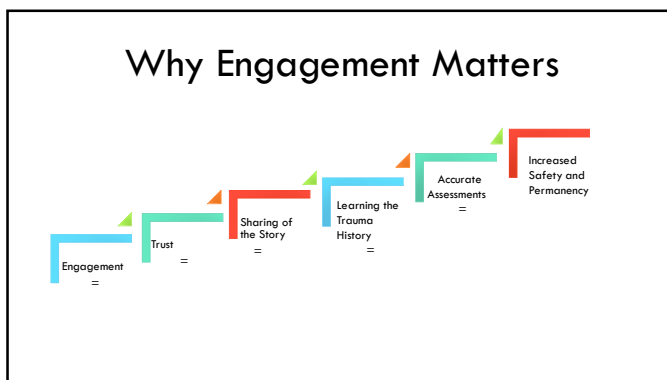 Why Engagement Matters
Engagement
=
Trust
=
Sharing of
the Story
=
Learning the
Trauma
History
=
Accurate
Assessments
=
Increased
Safety and
Permanency